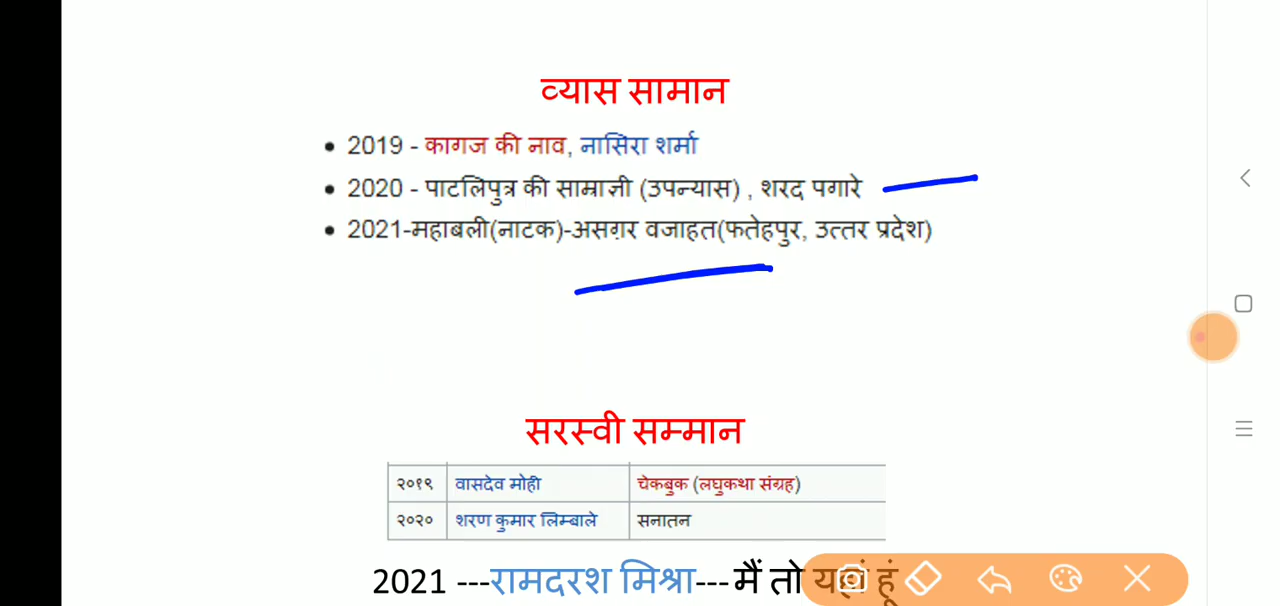 व्यास सामान
• 2019 - कागज की नाव, नासिरा शर्मा
• 2020 - पाटलिपुत्र की साम्राज्ञी (उपन्यास) , शरद पगारे
• 2021-महाबली(नाटक)-असग़र वजाहत(फतेहपुर, उत्तर प्रदेश)
सरस्वी सम्मान
२०१९ वासदेव मोही चेकबुक (लघुकथा संग्रह)
२०२० शरण कुमार लिम्बाले सनातन
2021 ---रामदरश मिश्रा---मैं तो यहां हूं